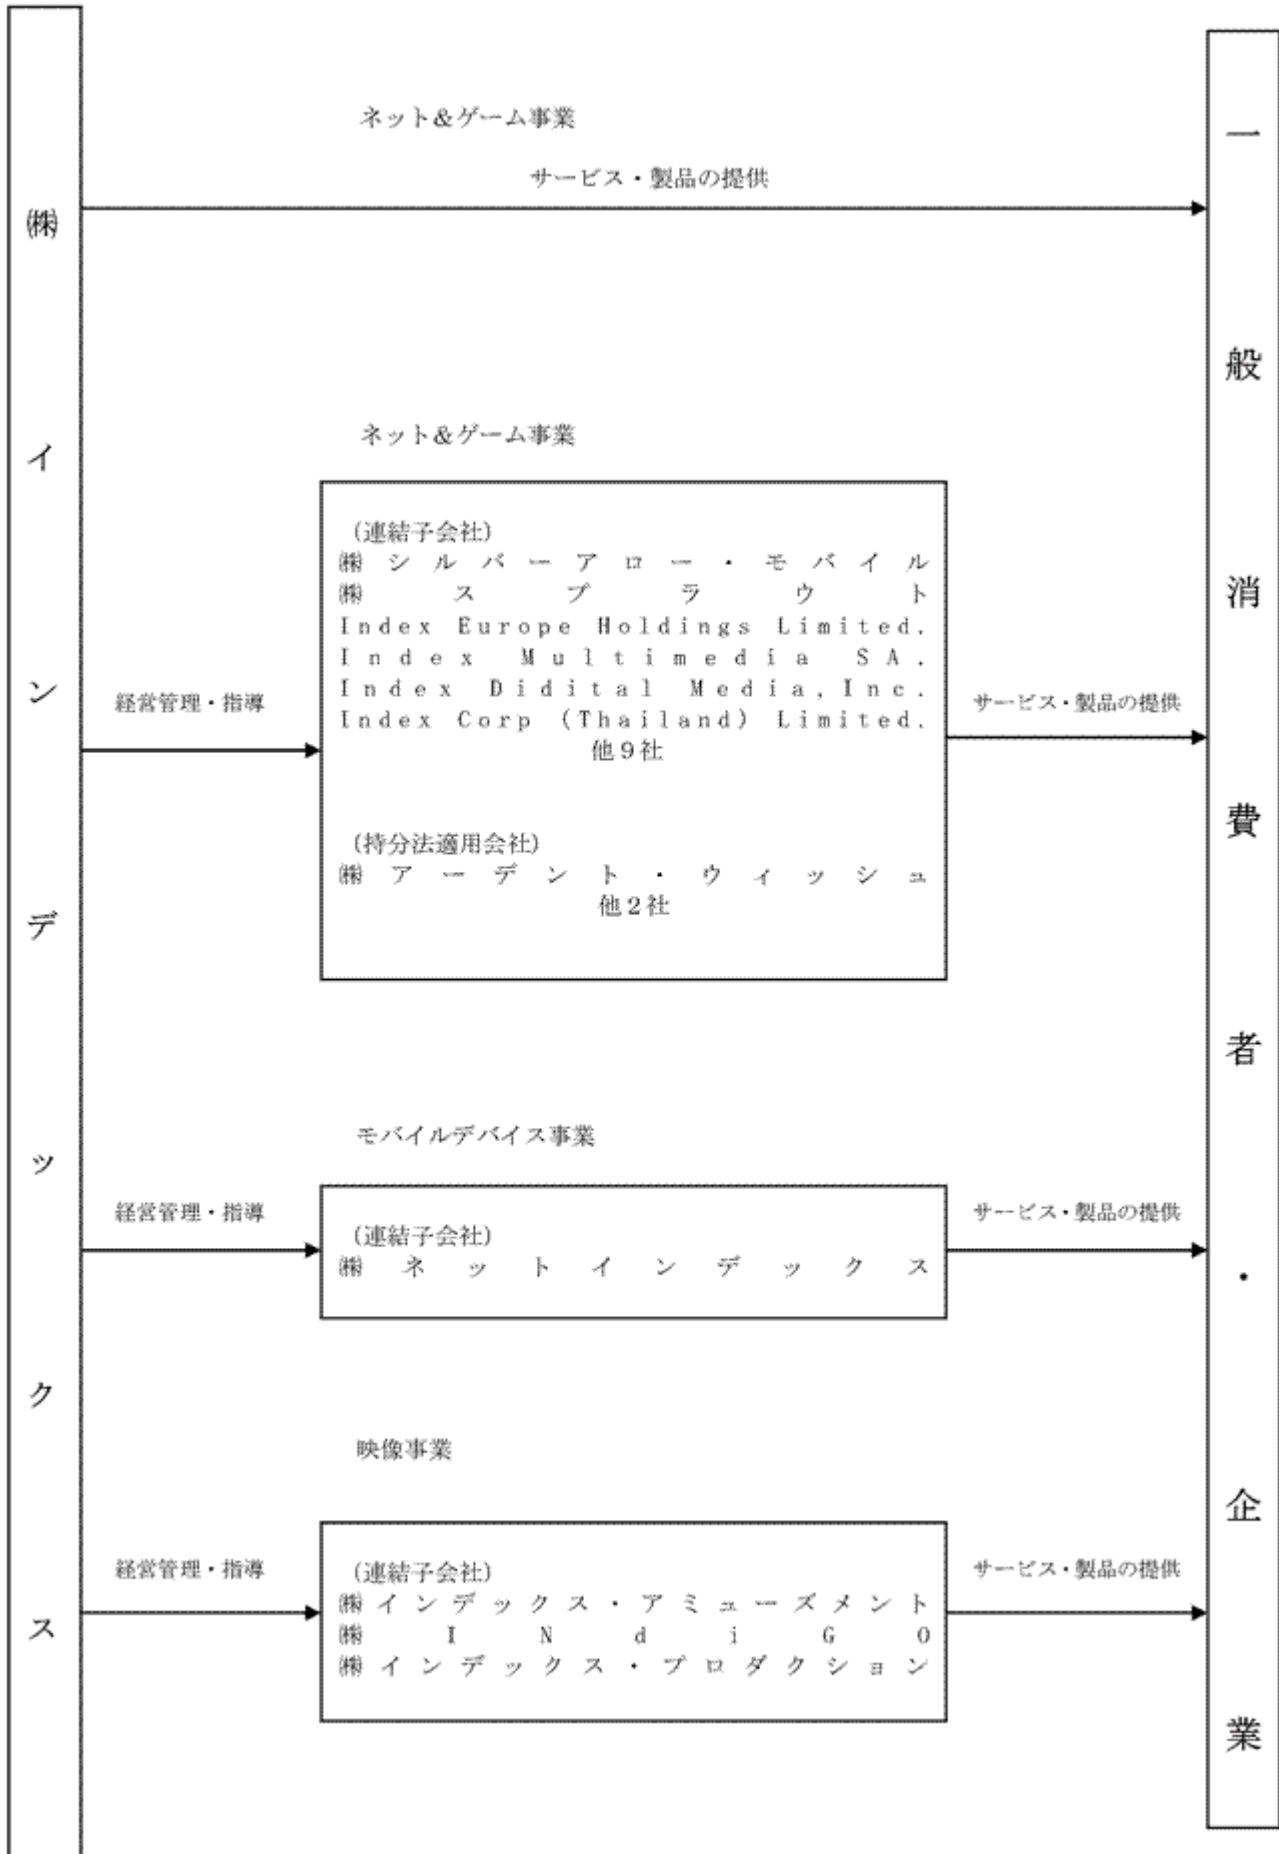 ㈱インデックス
ネット＆ゲーム事業
サービス・製品の提供
ネット＆ゲーム事業
経営管理・指導
（連結子会社）
㈱シルバーアロー・モバイル
㈱スプラウト
Index Europe Holdings Limited.
Index Multimedia SA.
Index Didital Media,Inc.
Index Corp (Thailand) Limited.
他９社
（持分法適用会社）
㈱アーデント・ウィッシュ
他２社
サービス・製品の提供
モバイルデバイス事業
経営管理・指導
（連結子会社）
㈱ネットインデックス
サービス・製品の提供
映像事業
経営管理・指導
（連結子会社）
㈱インデックス・アミューズメント
㈱INdiGO
㈱インデックス・プロダクション
サービス・製品の提供
一般消費者・企業